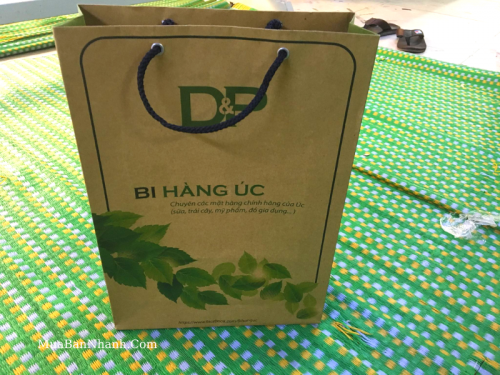 D&P
BI HÀNG ÚC
Chuyên các mặt hàng chính hãng của Úc
(sữa, trái cây, mỹ phẩm, đồ gia dụng...)
MuaBanNhanh.Com